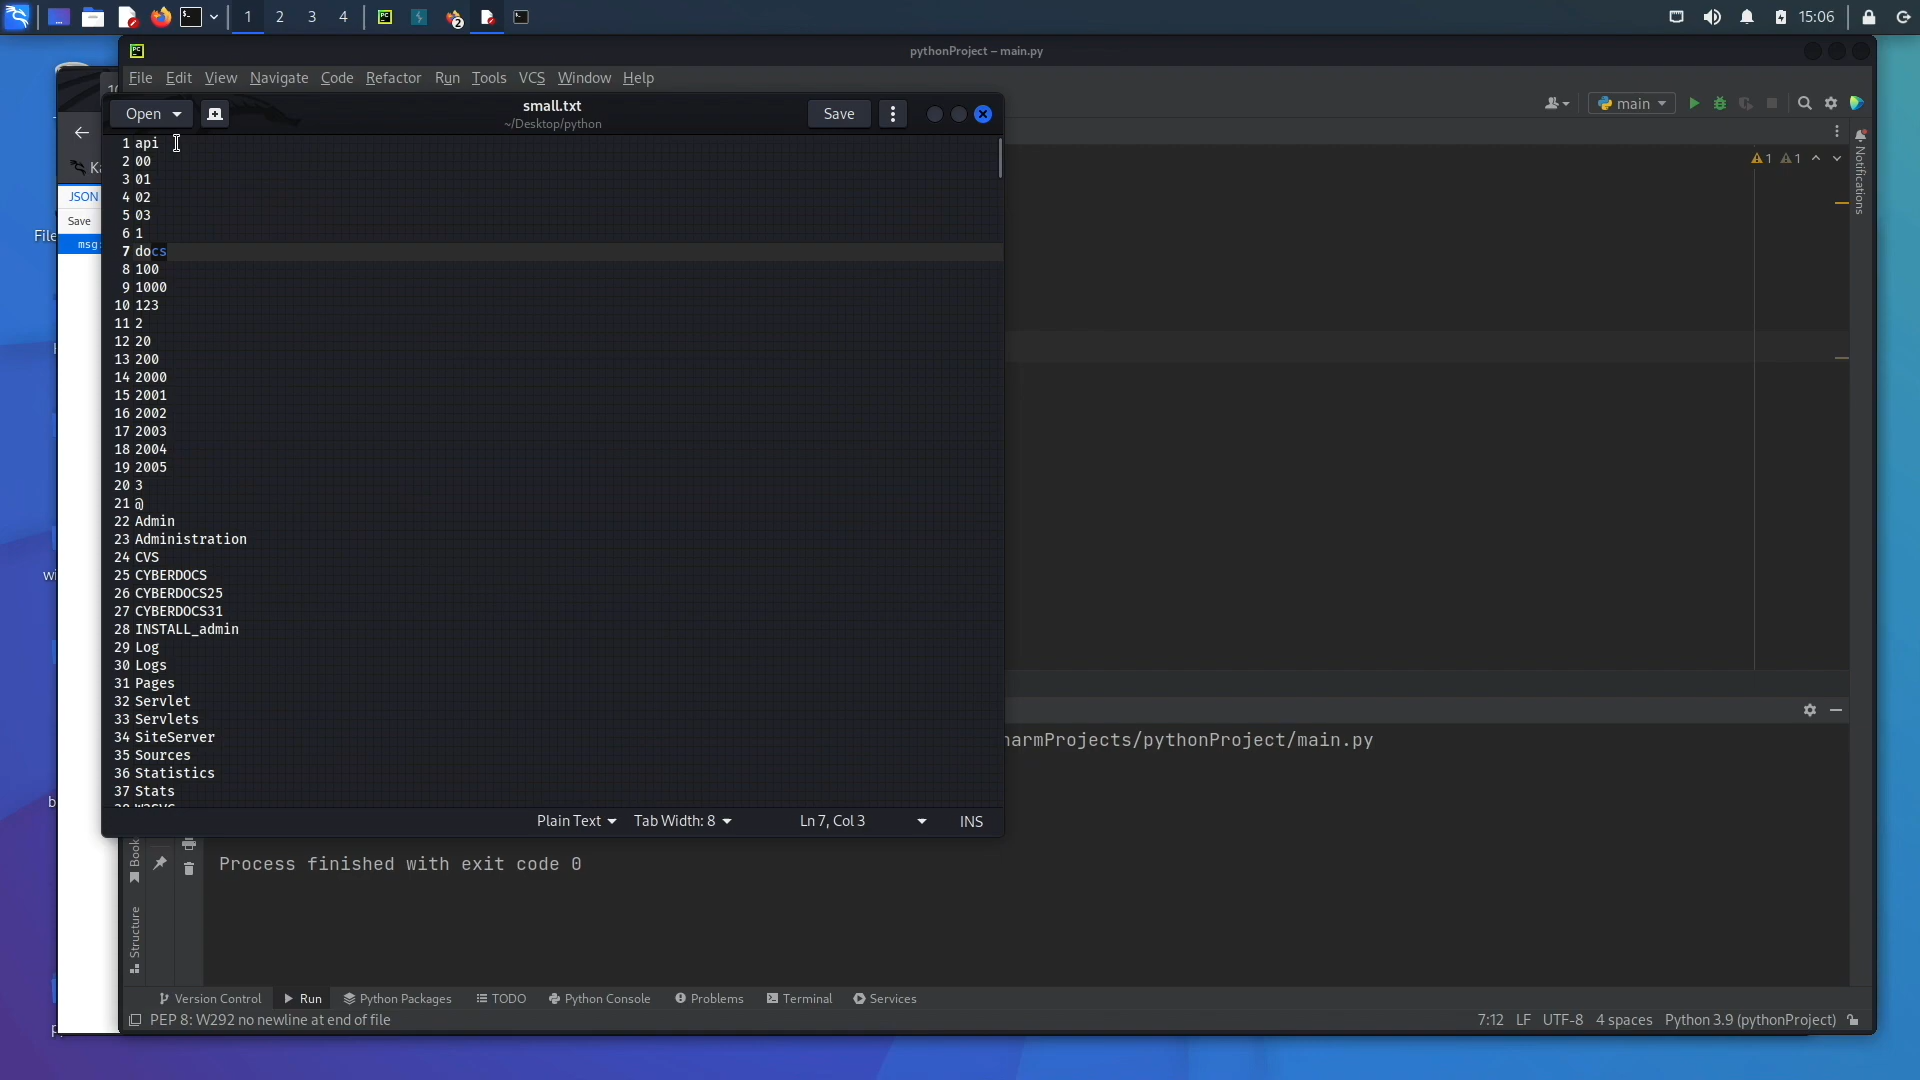 1 2 3 4
2
15:06
pythonProject – main.py
File Edit View Navigate Code Refactor Run Tools VCS Window Help
main
Open
small.txt
~/Desktop/python
Save
1 api
2 00
3 01
4 02
5 03
6 1
7 docs
8 100
9 1000
10 123
11 2
12 20
13 200
14 2000
15 2001
16 2002
17 2003
18 2004
19 2005
20 3
21 @
22 Admin
23 Administration
24 CVS
25 CYBERDOCS
26 CYBERDOCS25
27 CYBERDOCS31
28 INSTALL_admin
29 Log
30 Logs
31 Pages
32 Servlet
33 Servlets
34 SiteServer
35 Sources
36 Statistics
37 Stats
Plain Text Tab Width: 8 Ln 7, Col 3 INS
JSON
Save
msg:
1 1
Notifications
harmProjects/pythonProject/main.py
Process finished with exit code 0
Structure
Version Control Run Python Packages TODO Python Console Problems Terminal Services
PEP 8: W292 no newline at end of file
7:12 LF UTF-8 4 spaces Python 3.9 (pythonProject)